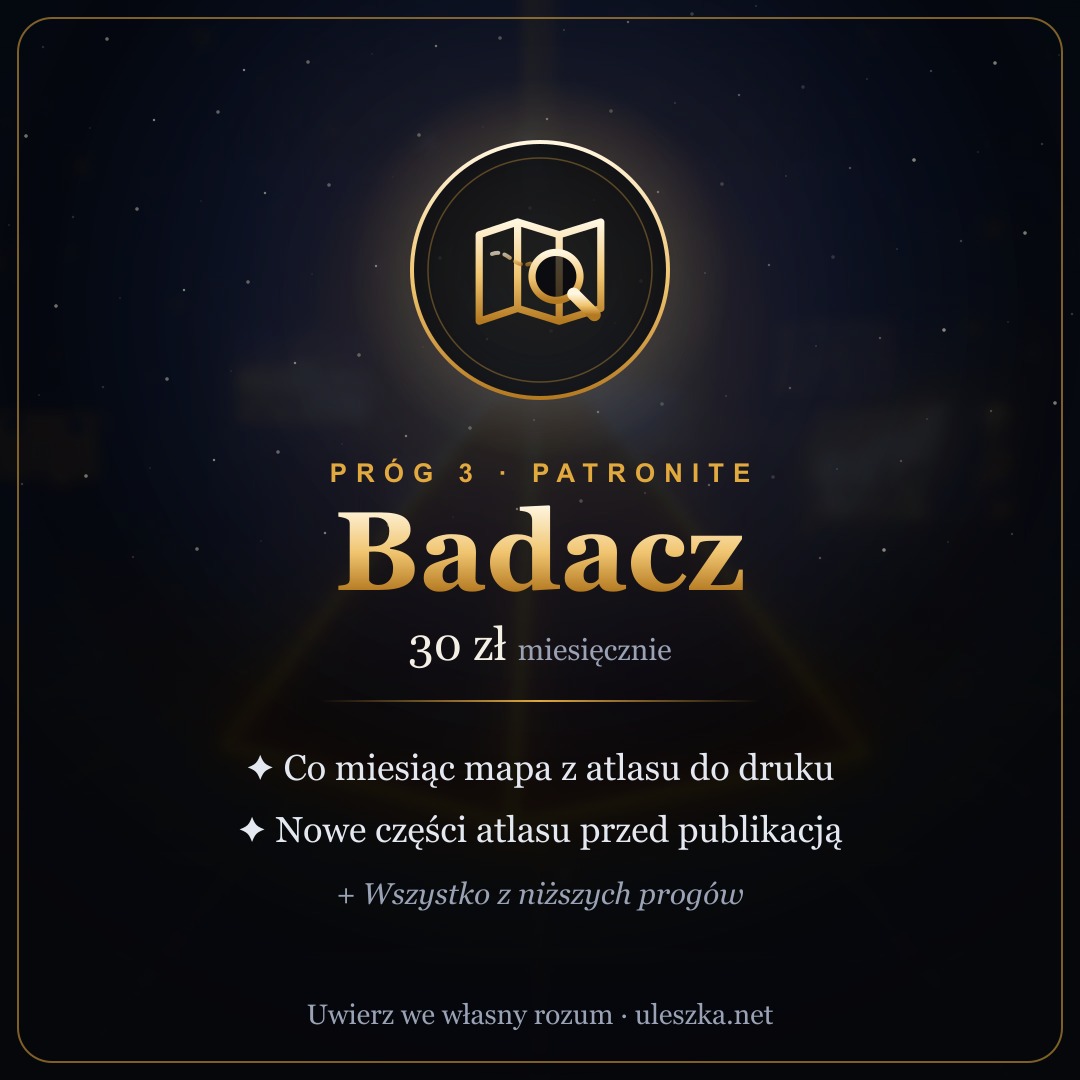 PRÓG 3 · PATRONITE
Badacz
30 zł miesięcznie
✦ Co miesiąc mapa z atlasu do druku
✦ Nowe części atlasu przed publikacją
+ Wszystko z niższych progów
Uwierz we własny rozum · uleszka.net